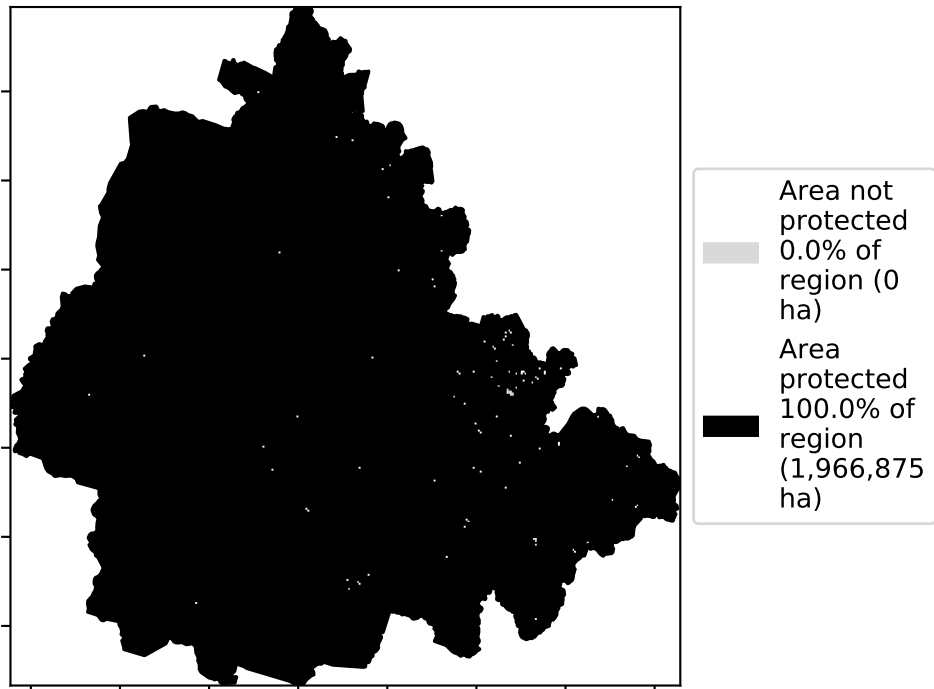 Area not
protected
0.0% of
region (0
ha)
Area
protected
100.0% of
region
(1,966,875
ha)